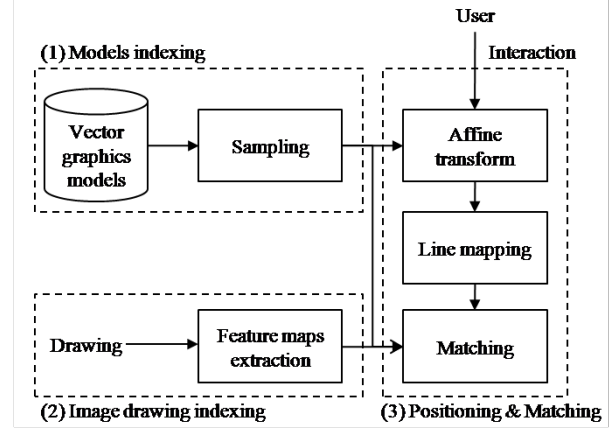 User
(1) Models indexing
Interaction
Vector
graphics
models
Sampling
Affine
transform
Line mapping
Drawing
Feature maps
extraction
Matching
(2) Image drawing indexing
(3) Positioning & Matching